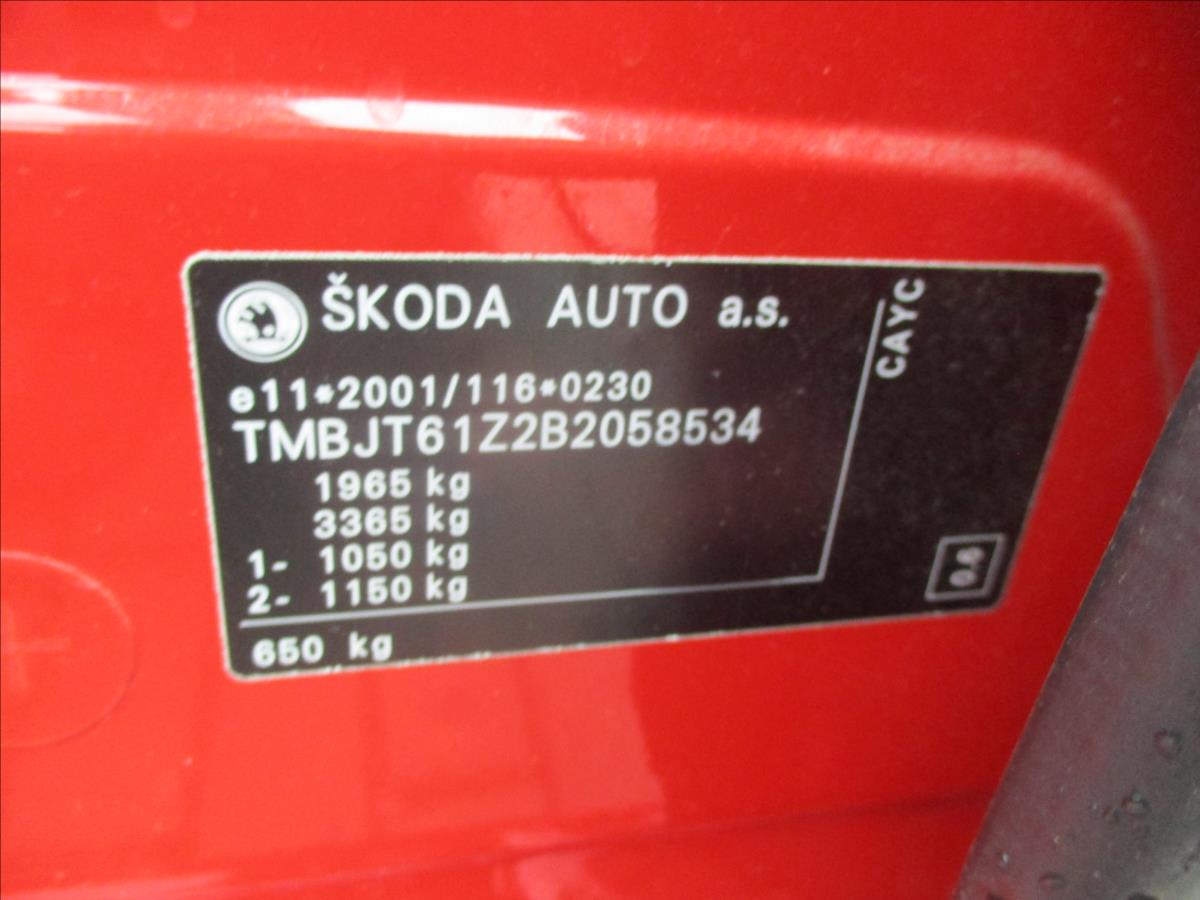 ŠKODA AUTO a.s.
CAYC
e11*2001/116*0230
TMBJT61Z2B2058534
1965 kg
3365 kg
1- 1050 kg
2- 1150 kg
650 kg